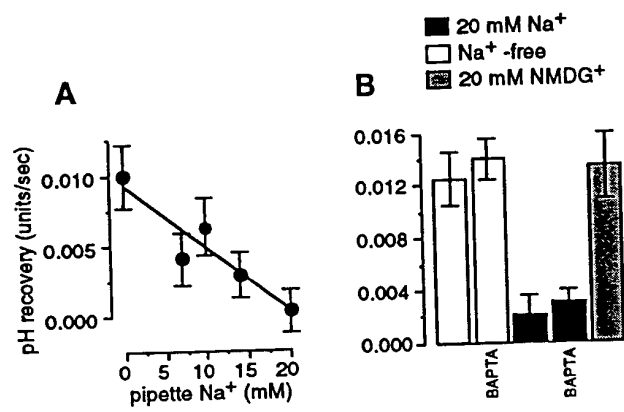 20 mM Na+
Na+ -free
20 mM NMDG+
A
B
pH recovery (units/sec)
0.010
0.005
0.000
0
5
10
15
20
pipette Na+ (mM)
0.016
0.012
0.008
0.004
0.000
BAPTA
BAPTA